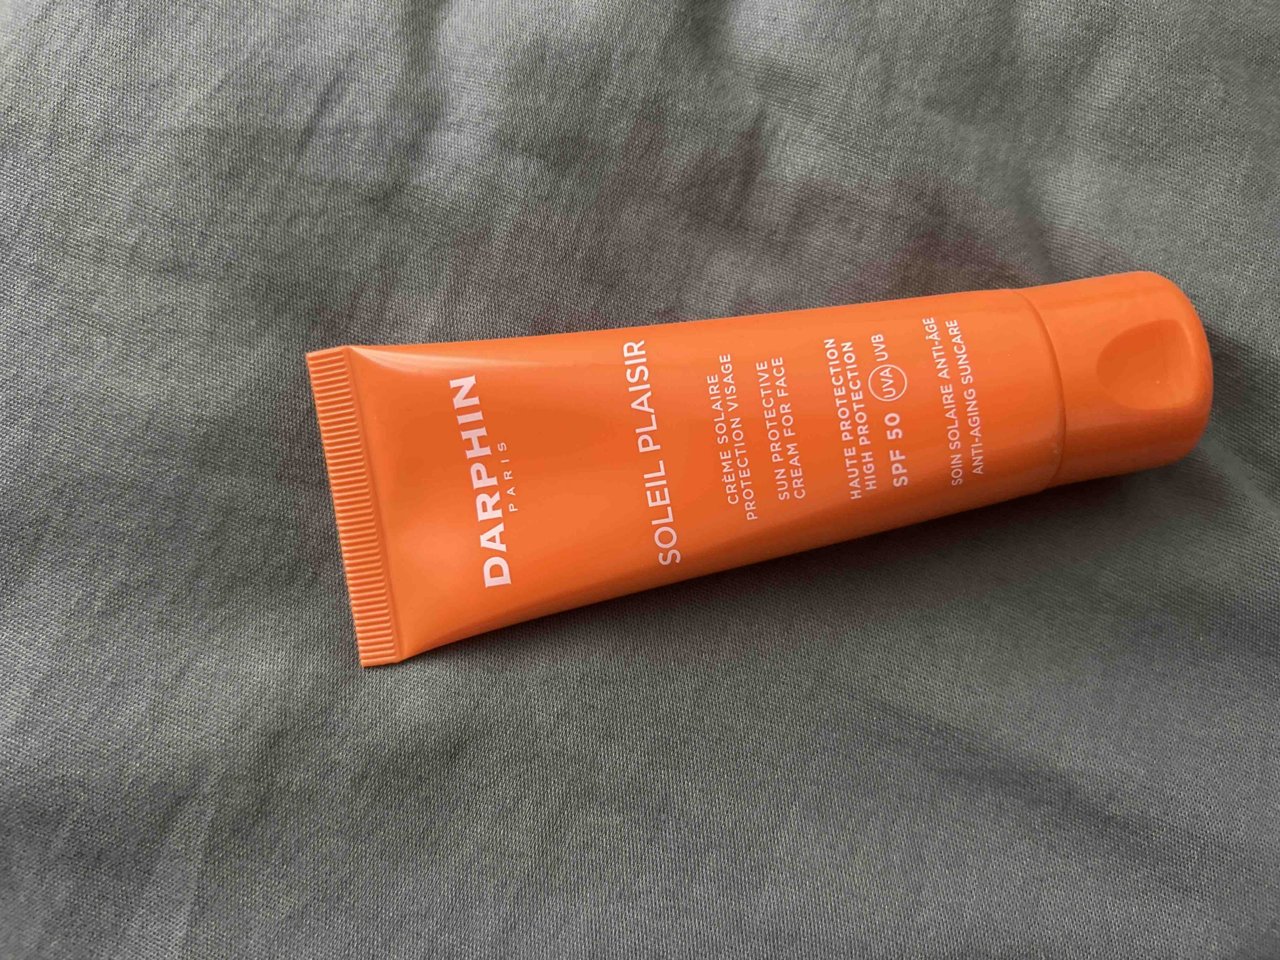 DARPHIN
PARIS
SOLEIL PLAISIR
CRÈME SOLAIRE
PROTECTION VISAGE
SUN PROTECTIVE
CREAM FOR FACE
HAUTE PROTECTION
HIGH PROTECTION
SPF 50 UVA UVB
SOIN SOLAIRE ANTI-ÂGE
ANTI-AGING SUNCARE